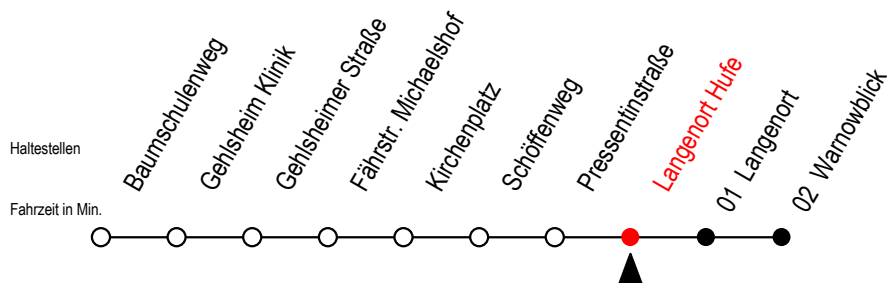 Haltestellen
Fahrzeit in Min.
Baumschulenweg
Gehlsheim Klinik
Gehlsheimer Straße
Fährstr. Michaelshof
Kirchenplatz
Schöffenweg
Pressentinstraße
Langenort Hufe
01 Langenort
02 Warnowblick